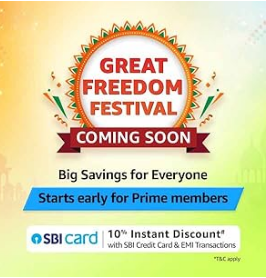 GREAT
FREEDOM
FESTIVAL
COMING SOON
Big Savings for Everyone
Starts early for Prime members
SBI card
10% Instant Discount#
with SBI Credit Card & EMI Transactions
*T&C apply